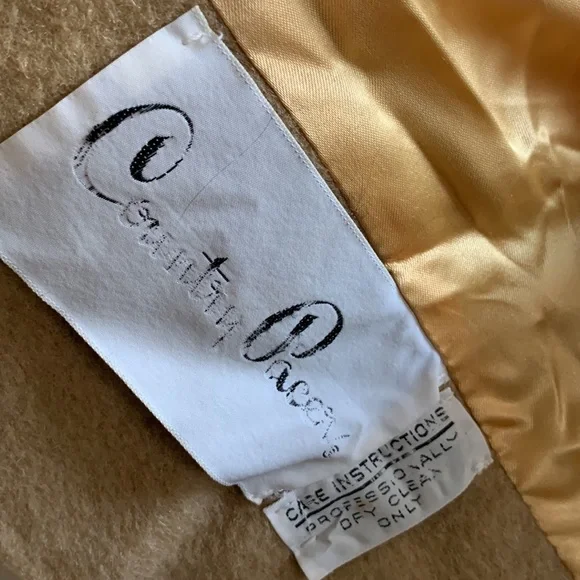 Country Pacer
®
CARE INSTRUCTIONS
PROFESSIONALLY
DRY CLEAN
ONLY